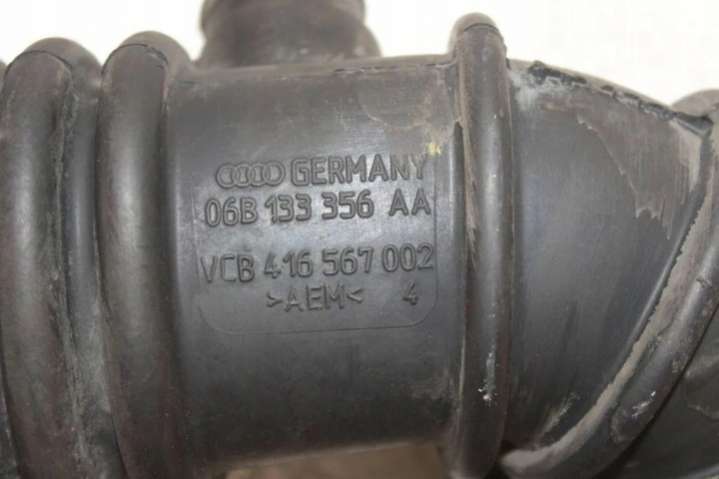 GERMANY
06B 133 356 AA
VCB 416 567 002
>AEM< 4